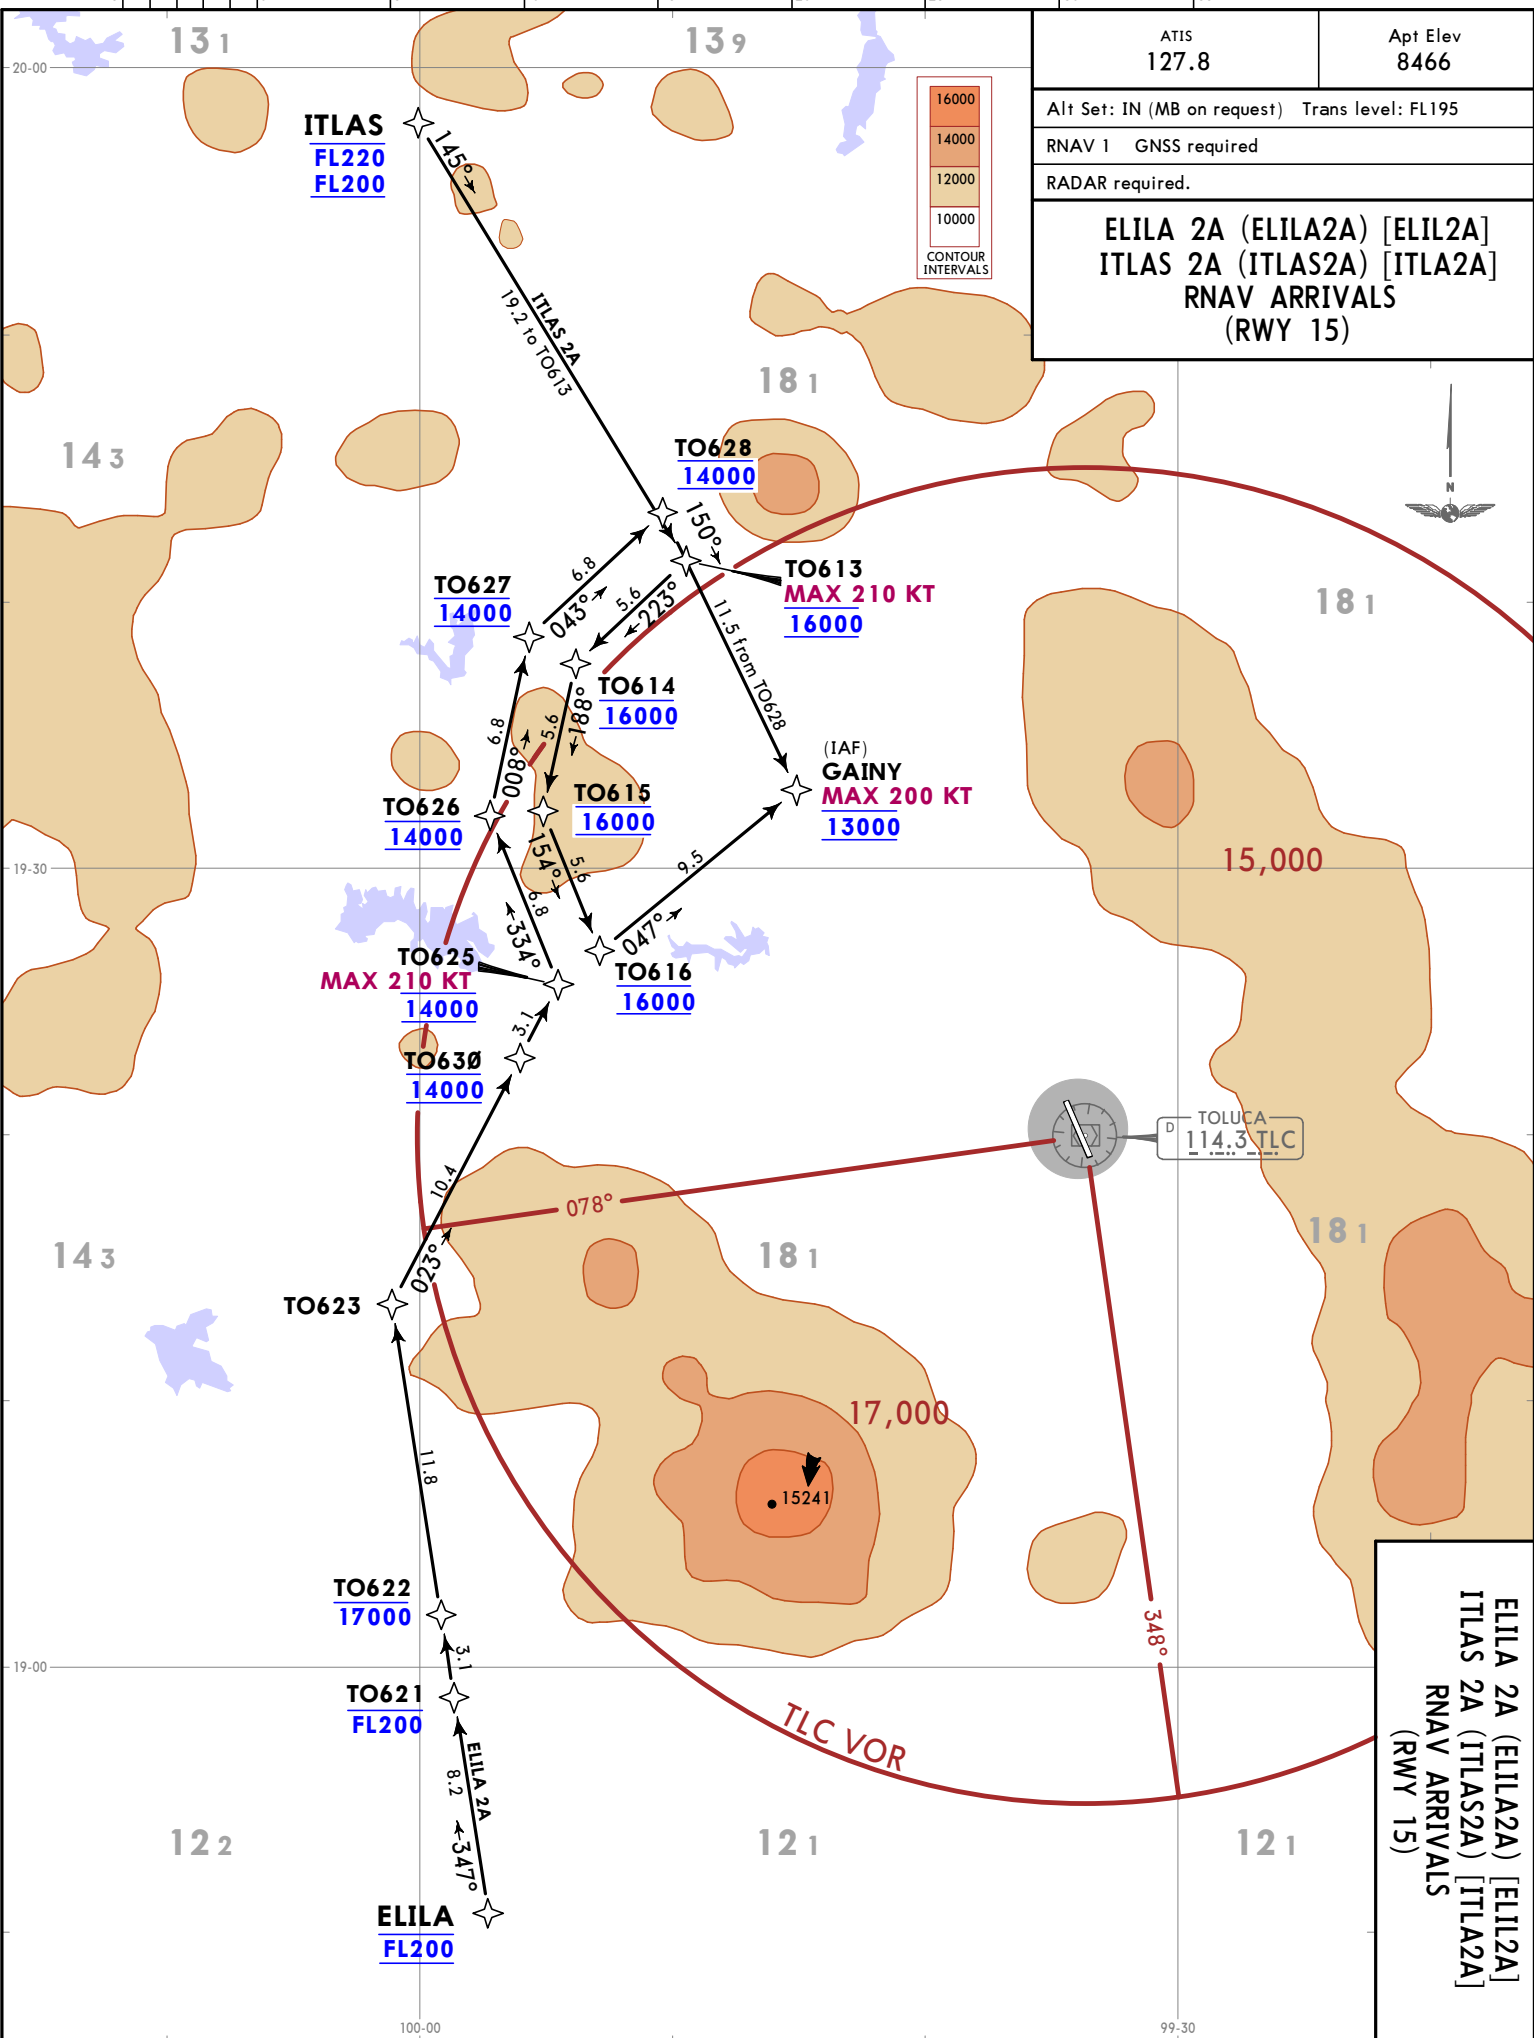 131
139
ATIS
127.8
Apt Elev
8466
20-00
Alt Set: IN (MB on request) Trans level: FL195
RNAV 1 GNSS required
RADAR required.
ELILA 2A (ELILA2A) [ELIL2A]
ITLAS 2A (ITLAS2A) [ITLA2A]
RNAV ARRIVALS
(RWY 15)
16000
14000
12000
10000
CONTOUR
INTERVALS
ITLAS
FL220
FL200
145°
ITLAS 2A
19.2 to TO613
181
143
N
TO628
14000
150°
TO613
MAX 210 KT
16000
181
TO627
14000
6.8
043°
5.6
223°
11.5 from TO628
TO614
16000
6.8
008°
5.6
188°
(IAF)
GAINY
MAX 200 KT
13000
TO626
14000
TO615
16000
154°
5.6
9.5
15,000
19-30
6.8
334°
047°
TO625
MAX 210 KT
14000
TO616
16000
3.1
TO630
14000
TOLUCA
D
114.3 TLC
10.4
078°
023°
143
181
181
TO623
17,000
11.8
15241
TO622
17000
3.1
19-00
TO621
FL200
348°
TLC VOR
ELILA 2A
8.2
347°
122
121
121
ELILA
FL200
ELILA 2A (ELILA2A) [ELIL2A]
ITLAS 2A (ITLAS2A) [ITLA2A]
RNAV ARRIVALS
(RWY 15)
100-00
99-30